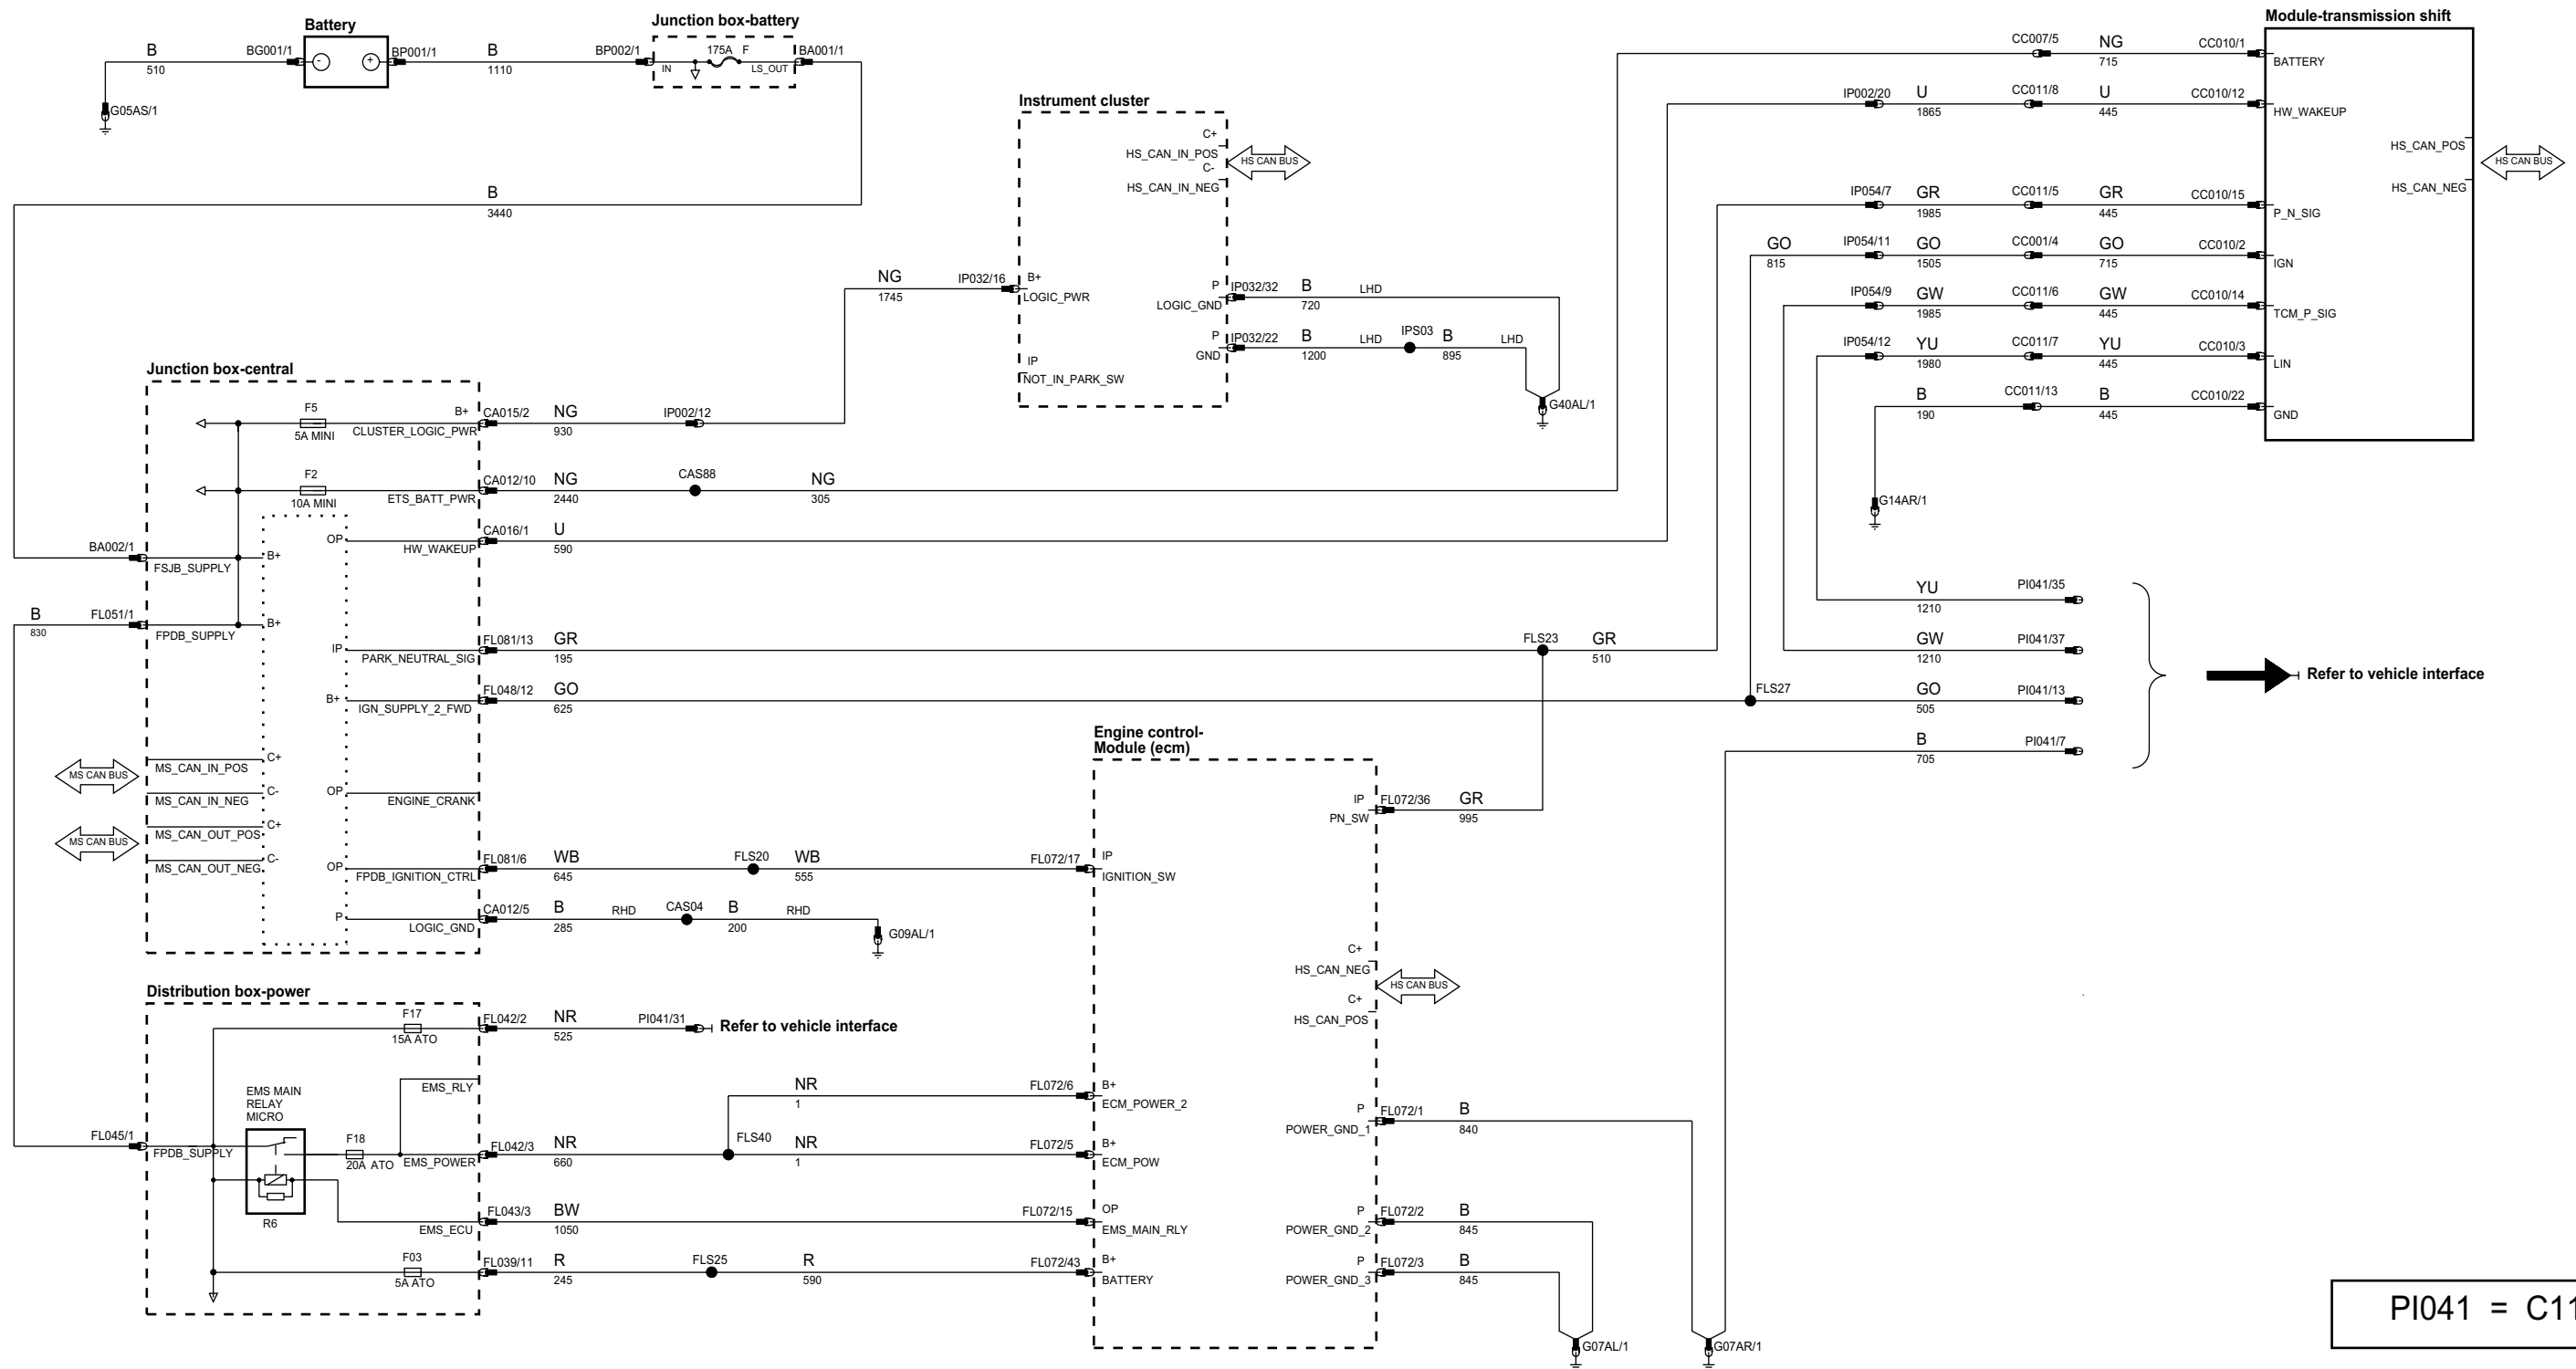 Battery
B
510
BG001/1
-
+
BP001/1
B
1110
G05AS/1
Junction box-battery
BP002/1
175A F
BA001/1
IN
LS_OUT
B
3440
Instrument cluster
C+
HS_CAN_IN_POS
C-
HS_CAN_IN_NEG
HS CAN BUS
NG
1745
IP032/16
B+
LOGIC_PWR
P
LOGIC_GND
IP032/32
B
720
LHD
P
GND
IP032/22
B
1200
LHD
IPS03
B
895
LHD
IP
NOT_IN_PARK_SW
G40AL/1
Module-transmission shift
CC007/5
NG
715
CC010/1
BATTERY
IP002/20
U
1865
CC011/8
U
445
CC010/12
HW_WAKEUP
HS_CAN_POS
HS_CAN_NEG
HS CAN BUS
IP054/7
GR
1985
CC011/5
GR
445
CC010/15
P_N_SIG
GO
815
IP054/11
GO
1505
CC001/4
GO
715
CC010/2
IGN
IP054/9
GW
1985
CC011/6
GW
445
CC010/14
TCM_P_SIG
IP054/12
YU
1980
CC011/7
YU
445
CC010/3
LIN
B
190
CC011/13
B
445
CC010/22
GND
G14AR/1
Junction box-central
F5
5A MINI
B+
CLUSTER_LOGIC_PWR
CA015/2
NG
930
IP002/12
F2
10A MINI
ETS_BATT_PWR
CA012/10
NG
2440
CAS88
NG
305
OP
HW_WAKEUP
CA016/1
U
590
BA002/1
FSJB_SUPPLY
B+
B
830
FL051/1
FPDB_SUPPLY
B+
IP
PARK_NEUTRAL_SIG
FL081/13
GR
195
FLS23
GR
510
B+
IGN_SUPPLY_2_FWD
FL048/12
GO
625
FLS27
MS CAN BUS
MS_CAN_IN_POS
C+
MS_CAN_IN_NEG
C-
OP
ENGINE_CRANK
MS CAN BUS
MS_CAN_OUT_POS
C+
MS_CAN_OUT_NEG
C-
OP
FPDB_IGNITION_CTRL
FL081/6
WB
645
FLS20
WB
555
FL072/17
P
LOGIC_GND
CA012/5
B
285
RHD
CAS04
B
200
RHD
G09AL/1
YU
1210
PI041/35
GW
1210
PI041/37
GO
505
PI041/13
B
705
PI041/7
Refer to vehicle interface
Engine control-
Module (ecm)
IP
PN_SW
FL072/36
GR
995
IP
IGNITION_SW
C+
HS_CAN_NEG
C+
HS_CAN_POS
HS CAN BUS
Distribution box-power
F17
15A ATO
FL042/2
NR
525
PI041/31
Refer to vehicle interface
EMS_RLY
EMS MAIN
RELAY
MICRO
NR
1
FL072/6
B+
ECM_POWER_2
FL045/1
FPDB_SUPPLY
F18
20A ATO
EMS_POWER
FL042/3
NR
660
FLS40
NR
1
FL072/5
B+
ECM_POW
P
POWER_GND_1
FL072/1
B
840
R6
EMS_ECU
FL043/3
BW
1050
FL072/15
OP
EMS_MAIN_RLY
P
POWER_GND_2
FL072/2
B
845
F03
5A ATO
FL039/11
R
245
FLS25
R
590
FL072/43
B+
BATTERY
P
POWER_GND_3
FL072/3
B
845
G07AL/1
G07AR/1
PI041 = C11